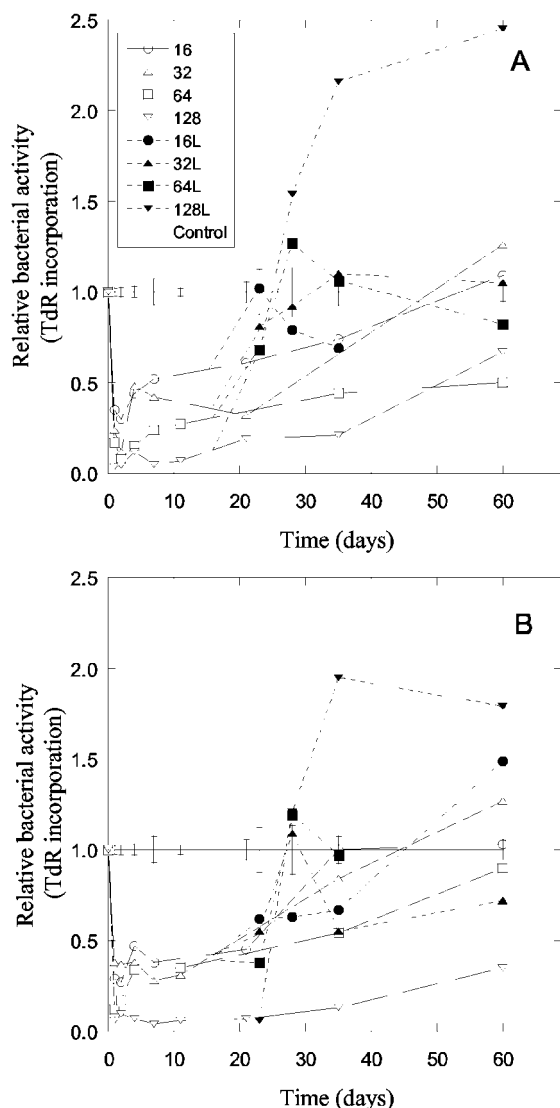 A
2.5
2.0
1.5
1.0
0.5
0.0
Relative bacterial activity
(TdR incorporation)
16
32
64
128
16L
32L
64L
128L
Control
0 10 20 30 40 50 60
Time (days)
B
2.5
2.0
1.5
1.0
0.5
0.0
Relative bacterial activity
(TdR incorporation)
0 10 20 30 40 50 60
Time (days)